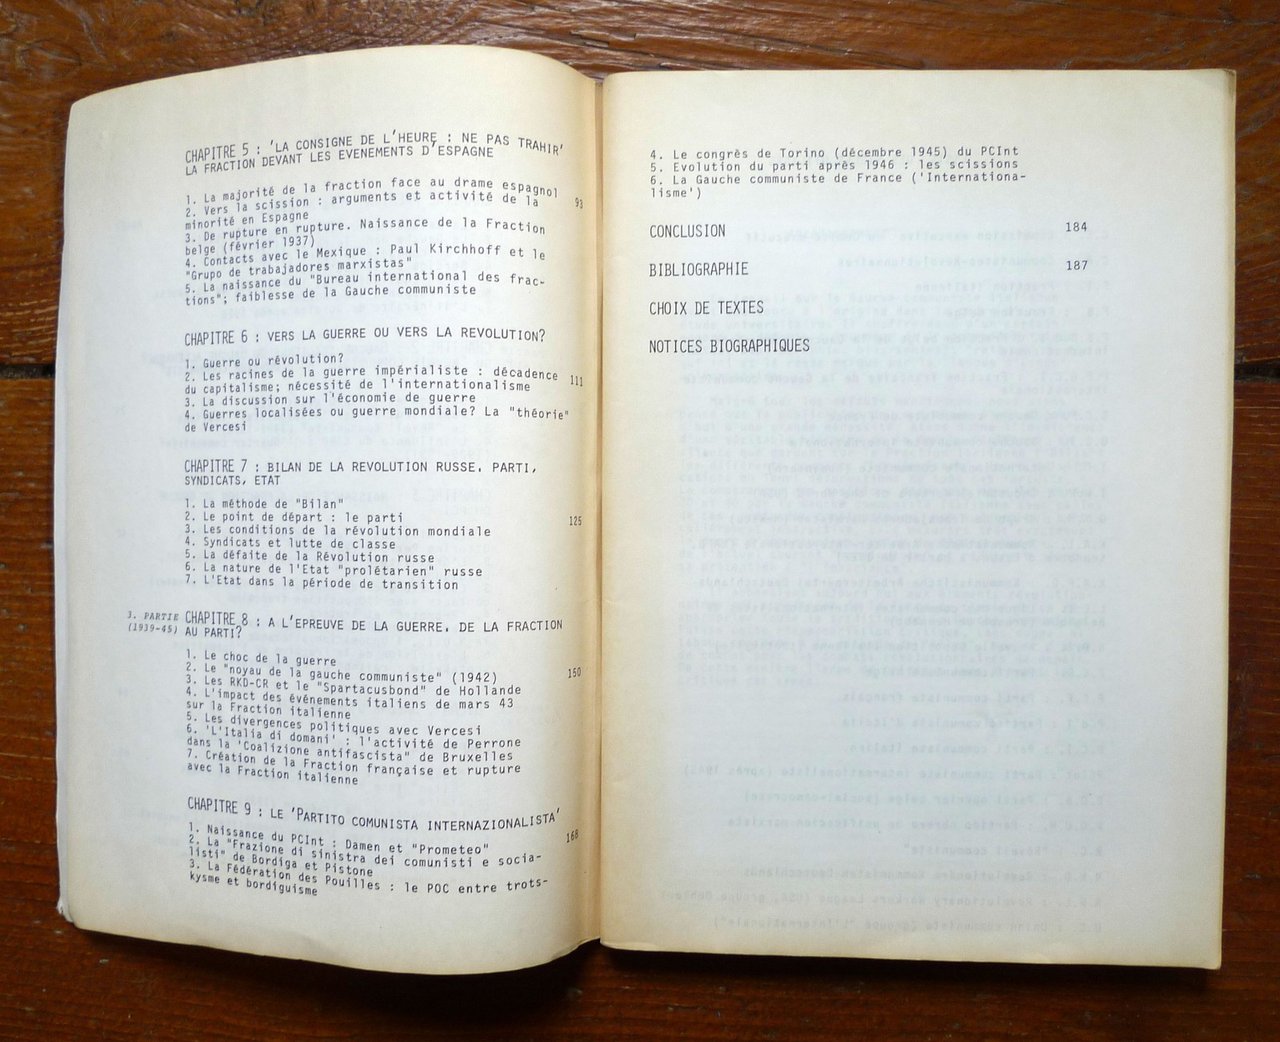 CHAPITRE 5 : 'LA CONSIGNE DE L'HEURE : NE PAS TRAHIR'
LA FRACTION DEVANT LES EVENEMENTS D'ESPAGNE
1. La majorité de la fraction face au drame espagnol
2. Vers la scission : arguments et activité de la 93
minorité en Espagne
3. De rupture en rupture. Naissance de la Fraction
belge (février 1937)
4. Contacts avec le Mexique : Paul Kirchhoff et le
"Grupo de trabajadores marxistas"
5. La naissance du "Bureau international des frac-
tions"; faiblesse de la Gauche communiste
CHAPITRE 6 : VERS LA GUERRE OU VERS LA REVOLUTION?
1. Guerre ou révolution?
2. Les racines de la guerre impérialiste : décadence 111
du capitalisme; nécessité de l'internationalisme
3. La discussion sur l'économie de guerre
4. Guerres localisées ou guerre mondiale? La "théorie"
de Vercesi
CHAPITRE 7 : BILAN DE LA REVOLUTION RUSSE. PARTI,
SYNDICATS, ETAT
1. La méthode de "Bilan"
2. Le point de départ : le parti 125
3. Les conditions de la révolution mondiale
4. Syndicats et lutte de classe
5. La défaite de la Révolution russe
6. La nature de l'Etat "prolétarien" russe
7. L'Etat dans la période de transition
3. PARTIE
(1939-45)
CHAPITRE 8 : A L'EPREUVE DE LA GUERRE. DE LA FRACTION
AU PARTI?
1. Le choc de la guerre
2. Le "noyau de la gauche communiste" (1942) 150
3. Les RKD-CR et le "Spartacusbond" de Hollande
4. L'impact des événements italiens de mars 43
sur la Fraction italienne
5. Les divergences politiques avec Vercesi
6. 'L'Italia di domani' : l'activité de Perrone
dans la 'Coalizione antifascista" de Bruxelles
7. Création de la Fraction française et rupture
avec la Fraction italienne
CHAPITRE 9 : LE 'PARTITO COMUNISTA INTERNAZIONALISTA'
1. Naissance du PCInt : Damen et "Prometeo" 168
2. La "Frazione di sinistra dei comunisti e socia-
listi" de Bordiga et Pistone
3. La Fédération des Pouilles : le POC entre trots-
kysme et bordiguisme
4. Le congrès de Torino (décembre 1945) du PCInt
5. Evolution du parti après 1946 : les scissions
6. La Gauche communiste de France ('Internationa-
lisme')
CONCLUSION 184
BIBLIOGRAPHIE 187
CHOIX DE TEXTES
NOTICES BIOGRAPHIQUES